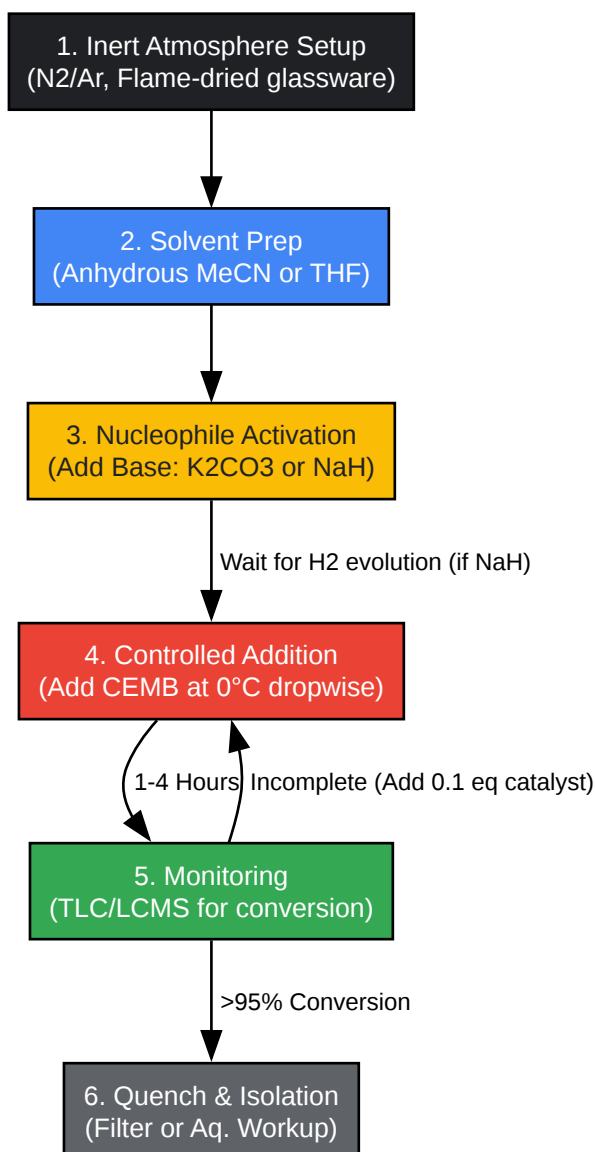 1. Inert Atmosphere Setup
(N2/Ar, Flame-dried glassware)
2. Solvent Prep
(Anhydrous MeCN or THF)
3. Nucleophile Activation
(Add Base: K2CO3 or NaH)
Wait for H2 evolution (if NaH)
4. Controlled Addition
(Add CEMB at 0°C dropwise)
1-4 Hours
Incomplete (Add 0.1 eq catalyst)
5. Monitoring
(TLC/LCMS for conversion)
>95% Conversion
6. Quench & Isolation
(Filter or Aq. Workup)